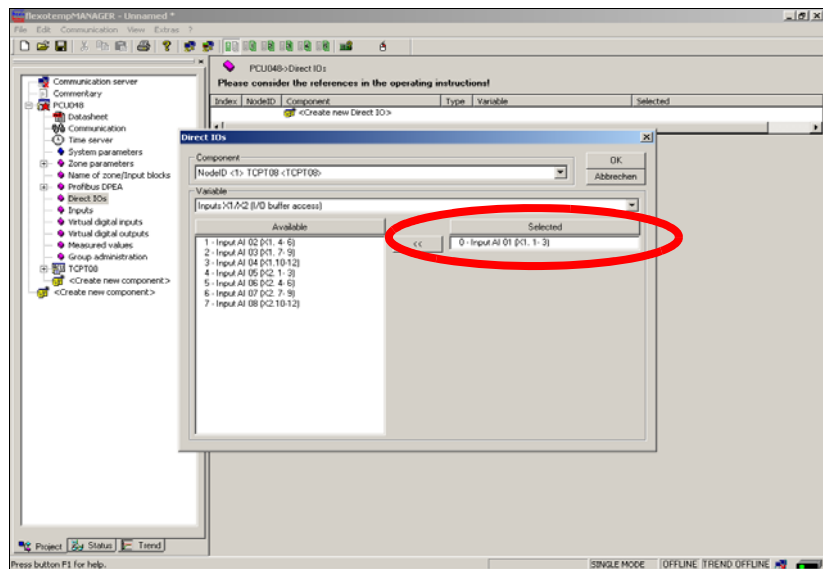 flexotempMANAGER - Unnamed *
File Edit Communication View Extras ?
PCU048->Direct IOs
Please consider the references in the operating instructions!
Index NodeID Component Type Variable Selected
<Create new Direct IO>
Communication server
Commentary
PCU048
Datasheet
Communication
Time server
System parameters
Zone parameters
Name of zone/Input blocks
Profibus DPEA
Direct IOs
Inputs
Virtual digital inputs
Virtual digital outputs
Measured values
Group administration
TCPT08
<Create new component>
<Create new component>
Direct IOs
Component
NodeID <1> TCPT08 <TCPT08>
OK
Abbrechen
Variable
Inputs X1/X2 (I/O buffer access)
Available
1 - Input AI 02 (X1. 4- 6)
2 - Input AI 03 (X1. 7- 9)
3 - Input AI 04 (X1.10-12)
4 - Input AI 05 (X2. 1- 3)
5 - Input AI 06 (X2. 4- 6)
6 - Input AI 07 (X2. 7- 9)
7 - Input AI 08 (X2.10-12)
<<
Selected
0 - Input AI 01 (X1. 1- 3)
Project Status Trend
Press button F1 for help.
SINGLE MODE OFFLINE TREND OFFLINE